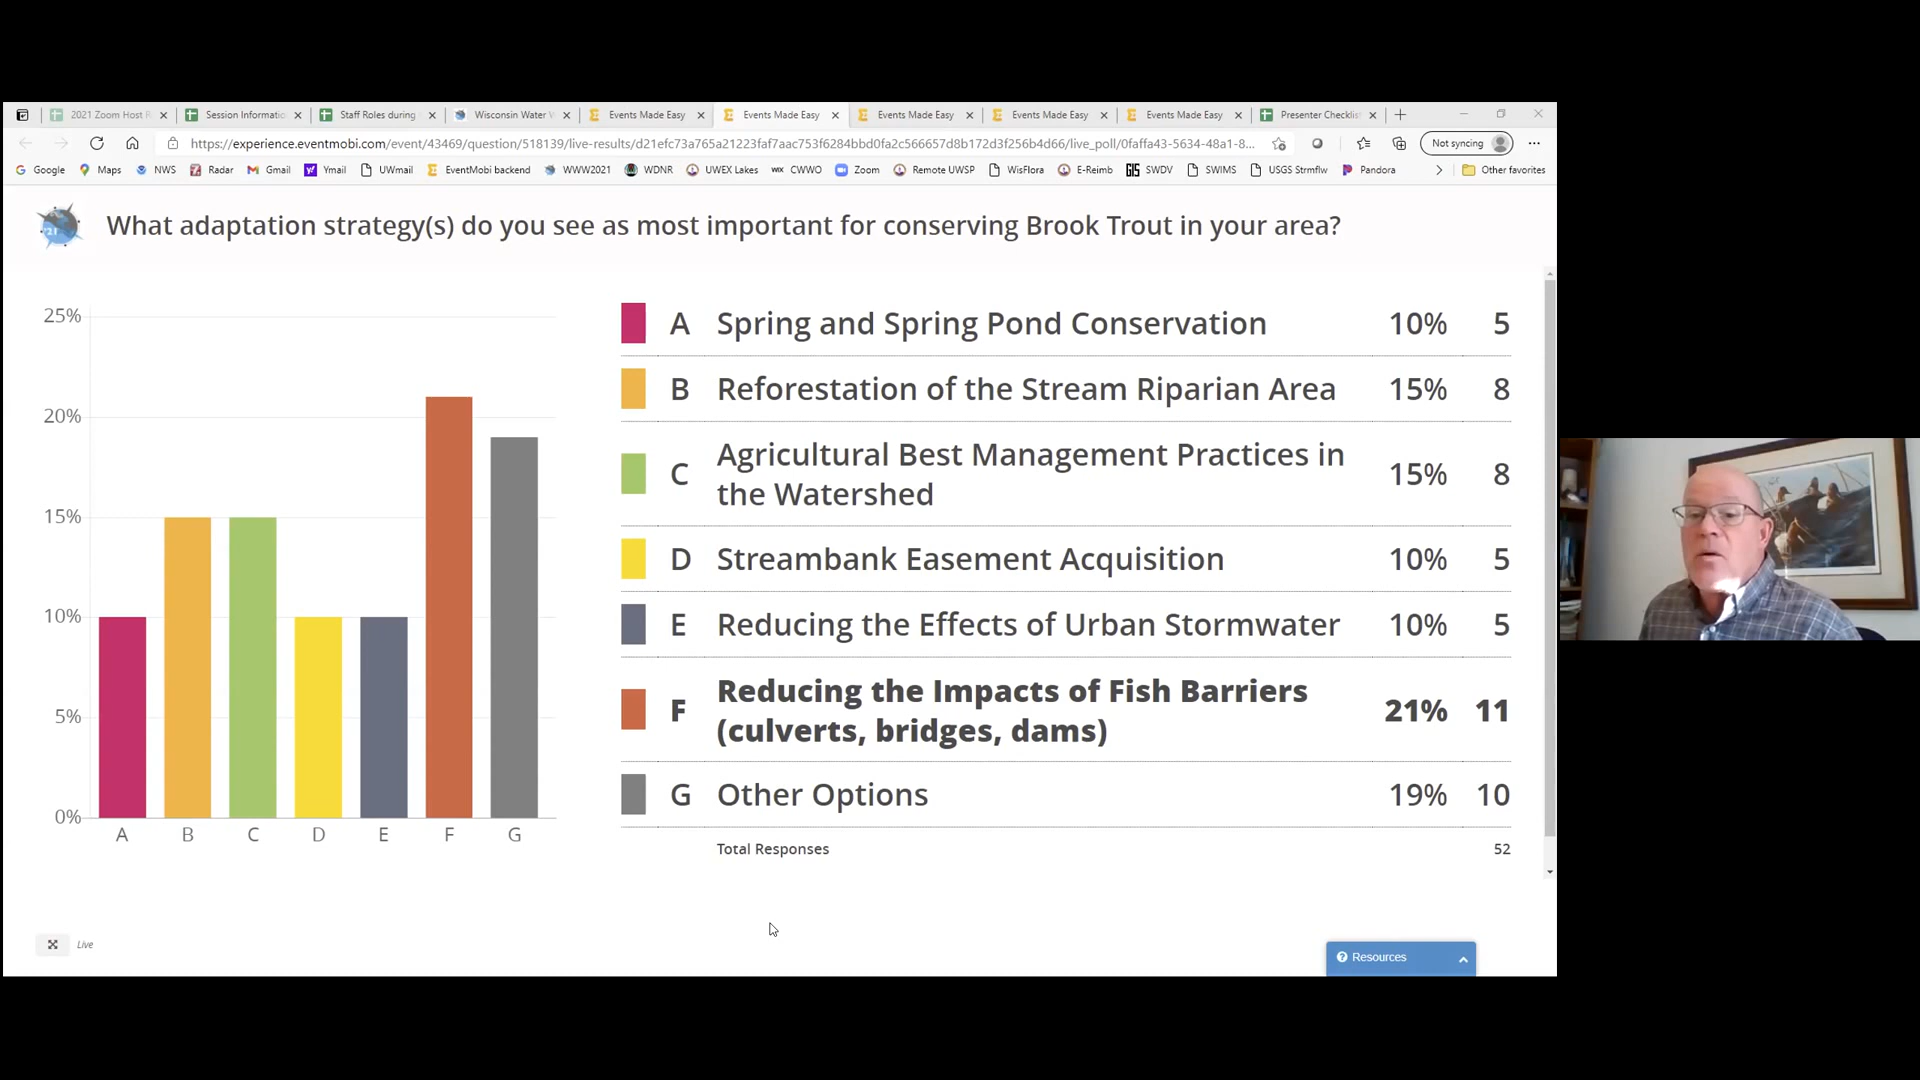 2021 Zoom Host R
Session Informatio
Staff Roles during
Wisconsin Water W
Events Made Easy
Events Made Easy
Events Made Easy
Events Made Easy
Events Made Easy
Presenter Checklist
https://experience.eventmobi.com/event/43469/question/518139/live-results/d21efc73a765a21223faf7aac753f6284bbd0fa2c566657d8b172d3f256b4d66/live_poll/0faffa43-5634-48a1-8...
Not syncing
Google Maps NWS Radar Gmail Ymail UWmail EventMobi backend WWW2021 WDNR UWEX Lakes CWWO Zoom Remote UWSP WisFlora E-Reimb SWDV SWIMS USGS Strmflw Pandora Other favorites
What adaptation strategy(s) do you see as most important for conserving Brook Trout in your area?
25%
20%
15%
10%
5%
0%
A B C D E F G
A Spring and Spring Pond Conservation 10% 5
B Reforestation of the Stream Riparian Area 15% 8
C Agricultural Best Management Practices in
the Watershed 15% 8
D Streambank Easement Acquisition 10% 5
E Reducing the Effects of Urban Stormwater 10% 5
F Reducing the Impacts of Fish Barriers
(culverts, bridges, dams) 21% 11
G Other Options 19% 10
Total Responses 52
Live
Resources